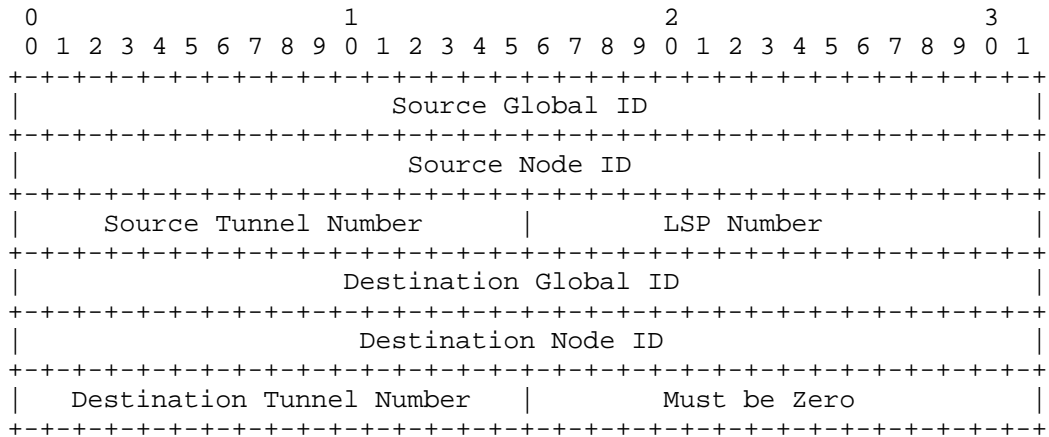 0                   1                   2                   3
 0 1 2 3 4 5 6 7 8 9 0 1 2 3 4 5 6 7 8 9 0 1 2 3 4 5 6 7 8 9 0 1
+-+-+-+-+-+-+-+-+-+-+-+-+-+-+-+-+-+-+-+-+-+-+-+-+-+-+-+-+-+-+-+-+
|                       Source Global ID                        |
+-+-+-+-+-+-+-+-+-+-+-+-+-+-+-+-+-+-+-+-+-+-+-+-+-+-+-+-+-+-+-+-+
|                        Source Node ID                         |
+-+-+-+-+-+-+-+-+-+-+-+-+-+-+-+-+-+-+-+-+-+-+-+-+-+-+-+-+-+-+-+-+
|     Source Tunnel Number      |        LSP Number             |
+-+-+-+-+-+-+-+-+-+-+-+-+-+-+-+-+-+-+-+-+-+-+-+-+-+-+-+-+-+-+-+-+
|                    Destination Global ID                      |
+-+-+-+-+-+-+-+-+-+-+-+-+-+-+-+-+-+-+-+-+-+-+-+-+-+-+-+-+-+-+-+-+
|                     Destination Node ID                       |
+-+-+-+-+-+-+-+-+-+-+-+-+-+-+-+-+-+-+-+-+-+-+-+-+-+-+-+-+-+-+-+-+
|   Destination Tunnel Number   |        Must be Zero           |
+-+-+-+-+-+-+-+-+-+-+-+-+-+-+-+-+-+-+-+-+-+-+-+-+-+-+-+-+-+-+-+-+